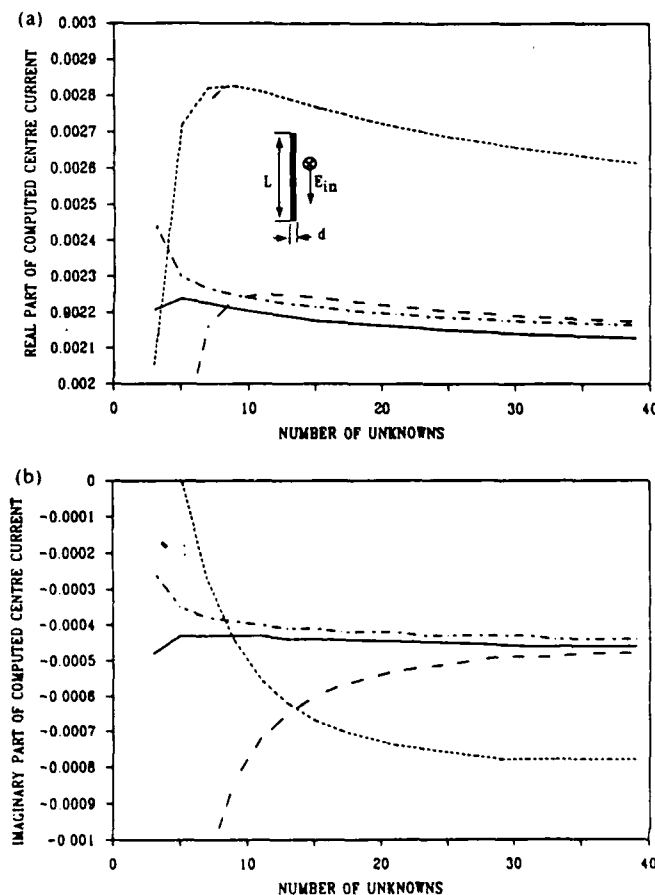 (a)
0.003
0.0029
0.0028
0.0027
0.0026
0.0025
0.0024
0.0023
0.0022
0.0021
0.002
REAL PART OF COMPUTED CENTRE CURRENT
L
E_in
d
0 10 20 30 40
NUMBER OF UNKNOWNS
(b)
0
-0.0001
-0.0002
-0.0003
-0.0004
-0.0005
-0.0006
-0.0007
-0.0008
-0.0009
-0.001
IMAGINARY PART OF COMPUTED CENTRE CURRENT
0 10 20 30 40
NUMBER OF UNKNOWNS